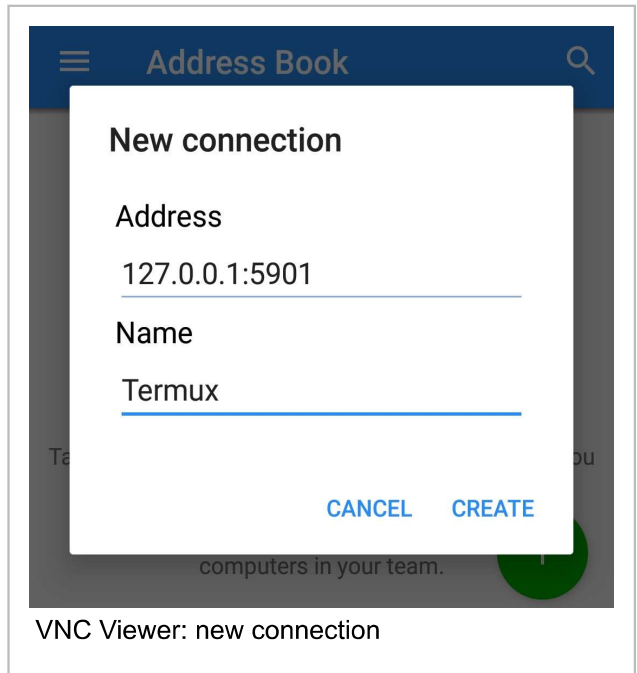 Address Book
New connection
Address
127.0.0.1:5901
Name
Termux
CANCEL CREATE
computers in your team.
VNC Viewer: new connection